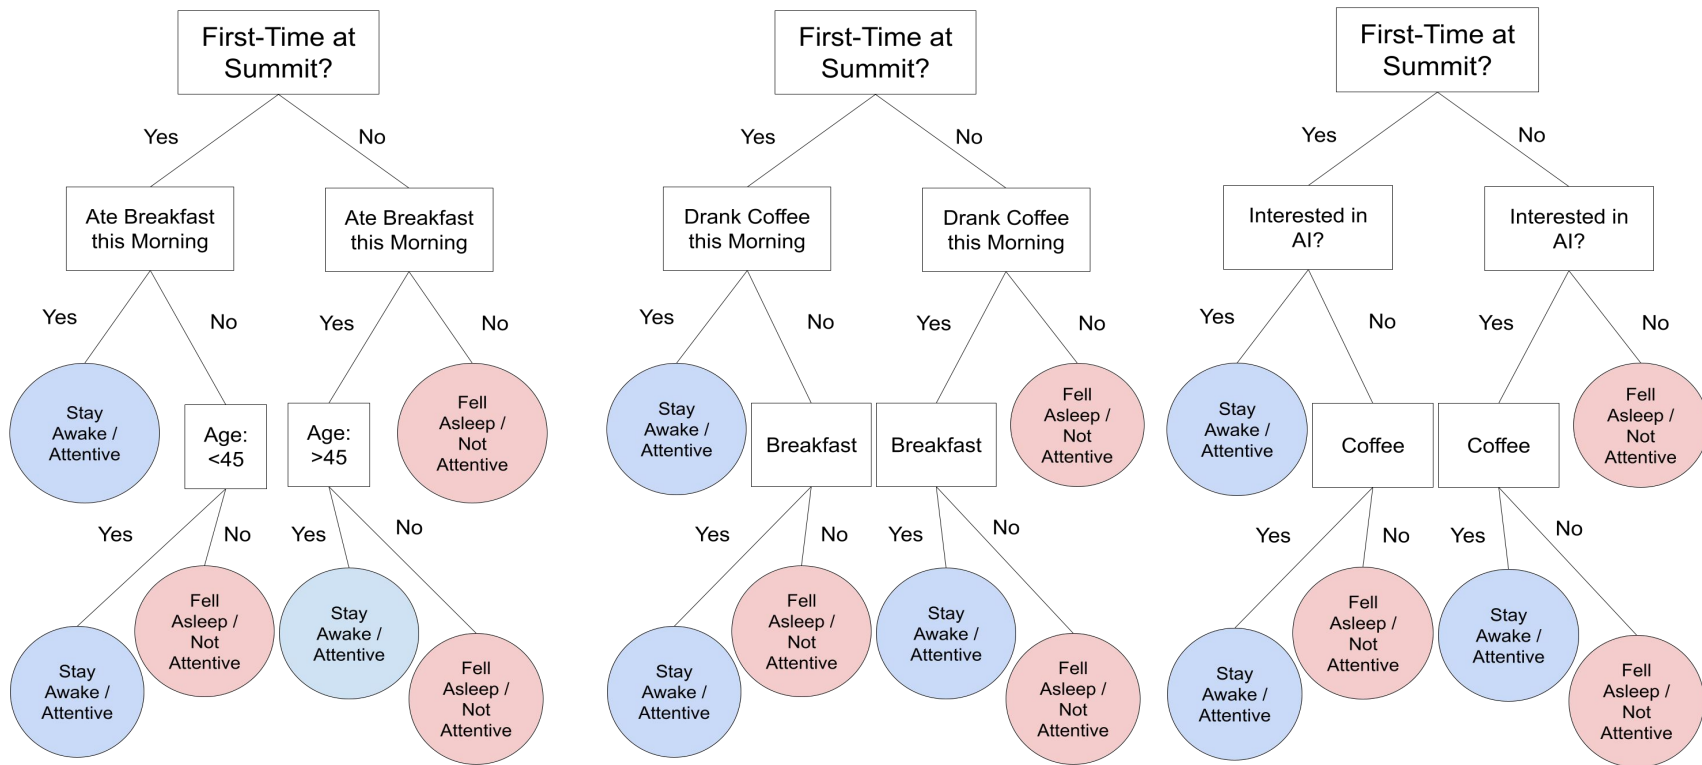 First-Time at
Summit?
Yes
No
Ate Breakfast
this Morning
Ate Breakfast
this Morning
Yes
No
Yes
No
Stay
Awake /
Attentive
Age:
<45
Age:
>45
Fell
Asleep /
Not
Attentive
Yes
No
Yes
No
Stay
Awake /
Attentive
Fell
Asleep /
Not
Attentive
Stay
Awake /
Attentive
Fell
Asleep /
Not
Attentive
First-Time at
Summit?
Yes
No
Drank Coffee
this Morning
Drank Coffee
this Morning
Yes
No
Yes
No
Stay
Awake /
Attentive
Breakfast
Breakfast
Fell
Asleep /
Not
Attentive
Yes
No
Yes
No
Stay
Awake /
Attentive
Fell
Asleep /
Not
Attentive
Stay
Awake /
Attentive
Fell
Asleep /
Not
Attentive
First-Time at
Summit?
Yes
No
Interested in
AI?
Interested in
AI?
Yes
No
Yes
No
Stay
Awake /
Attentive
Coffee
Coffee
Fell
Asleep /
Not
Attentive
Yes
No
Yes
No
Stay
Awake /
Attentive
Fell
Asleep /
Not
Attentive
Stay
Awake /
Attentive
Fell
Asleep /
Not
Attentive